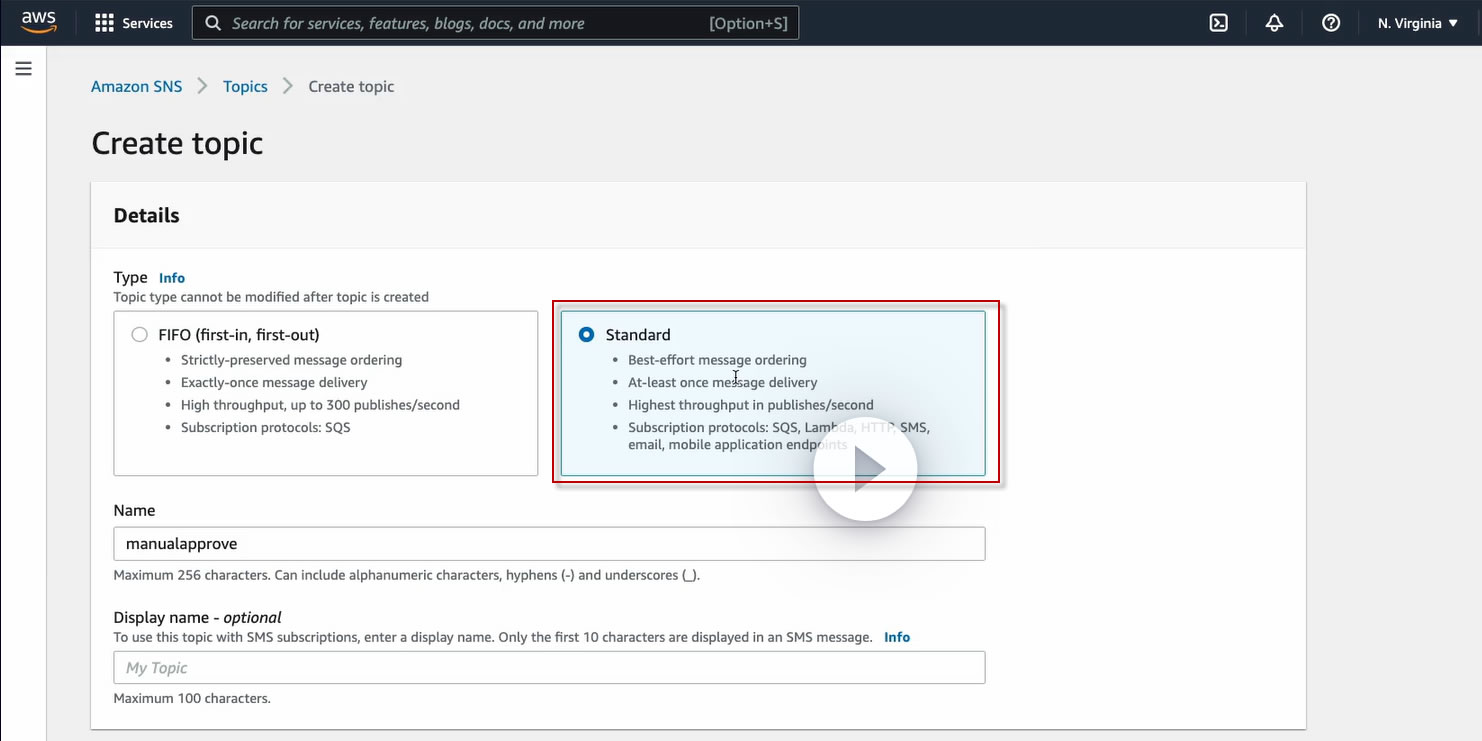 aws Services Search for services, features, blogs, docs, and more [Option+S] N. Virginia
Amazon SNS Topics Create topic
Create topic
Details
Type Info
Topic type cannot be modified after topic is created
FIFO (first-in, first-out)
• Strictly-preserved message ordering
• Exactly-once message delivery
• High throughput, up to 300 publishes/second
• Subscription protocols: SQS
Standard
• Best-effort message ordering
• At-least once message delivery
• Highest throughput in publishes/second
• Subscription protocols: SQS, Lambda, HTTP, SMS,
email, mobile application endpoints
Name
manualapprove
Maximum 256 characters. Can include alphanumeric characters, hyphens (-) and underscores (_).
Display name - optional
To use this topic with SMS subscriptions, enter a display name. Only the first 10 characters are displayed in an SMS message. Info
My Topic
Maximum 100 characters.